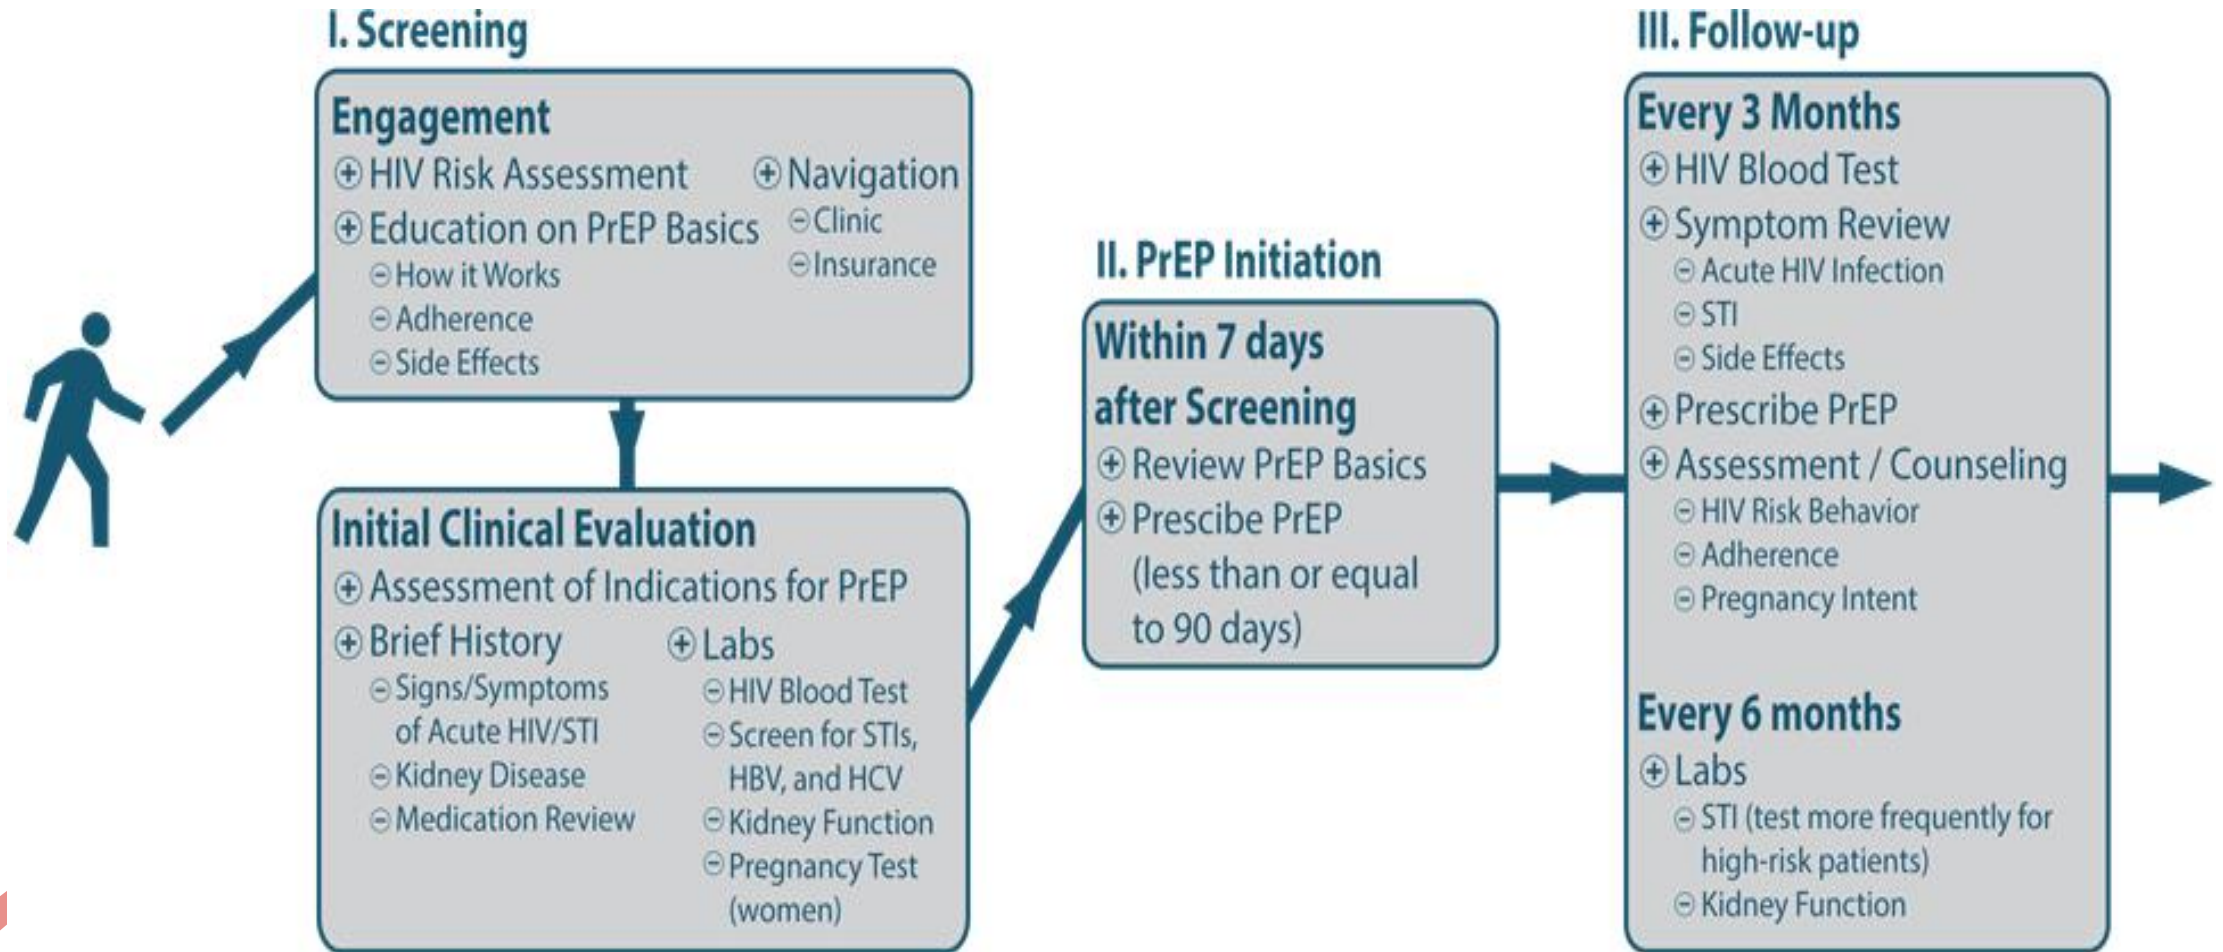 I. Screening
Engagement
HIV Risk Assessment
Education on PrEP Basics
How it Works
Adherence
Side Effects
Navigation
Clinic
Insurance
Initial Clinical Evaluation
Assessment of Indications for PrEP
Brief History
Signs/Symptoms
of Acute HIV/STI
Kidney Disease
Medication Review
Labs
HIV Blood Test
Screen for STIs,
HBV, and HCV
Kidney Function
Pregnancy Test
(women)
II. PrEP Initiation
Within 7 days
after Screening
Review PrEP Basics
Prescibe PrEP
(less than or equal
to 90 days)
III. Follow-up
Every 3 Months
HIV Blood Test
Symptom Review
Acute HIV Infection
STI
Side Effects
Prescribe PrEP
Assessment / Counseling
HIV Risk Behavior
Adherence
Pregnancy Intent
Every 6 months
Labs
STI (test more frequently for
high-risk patients)
Kidney Function